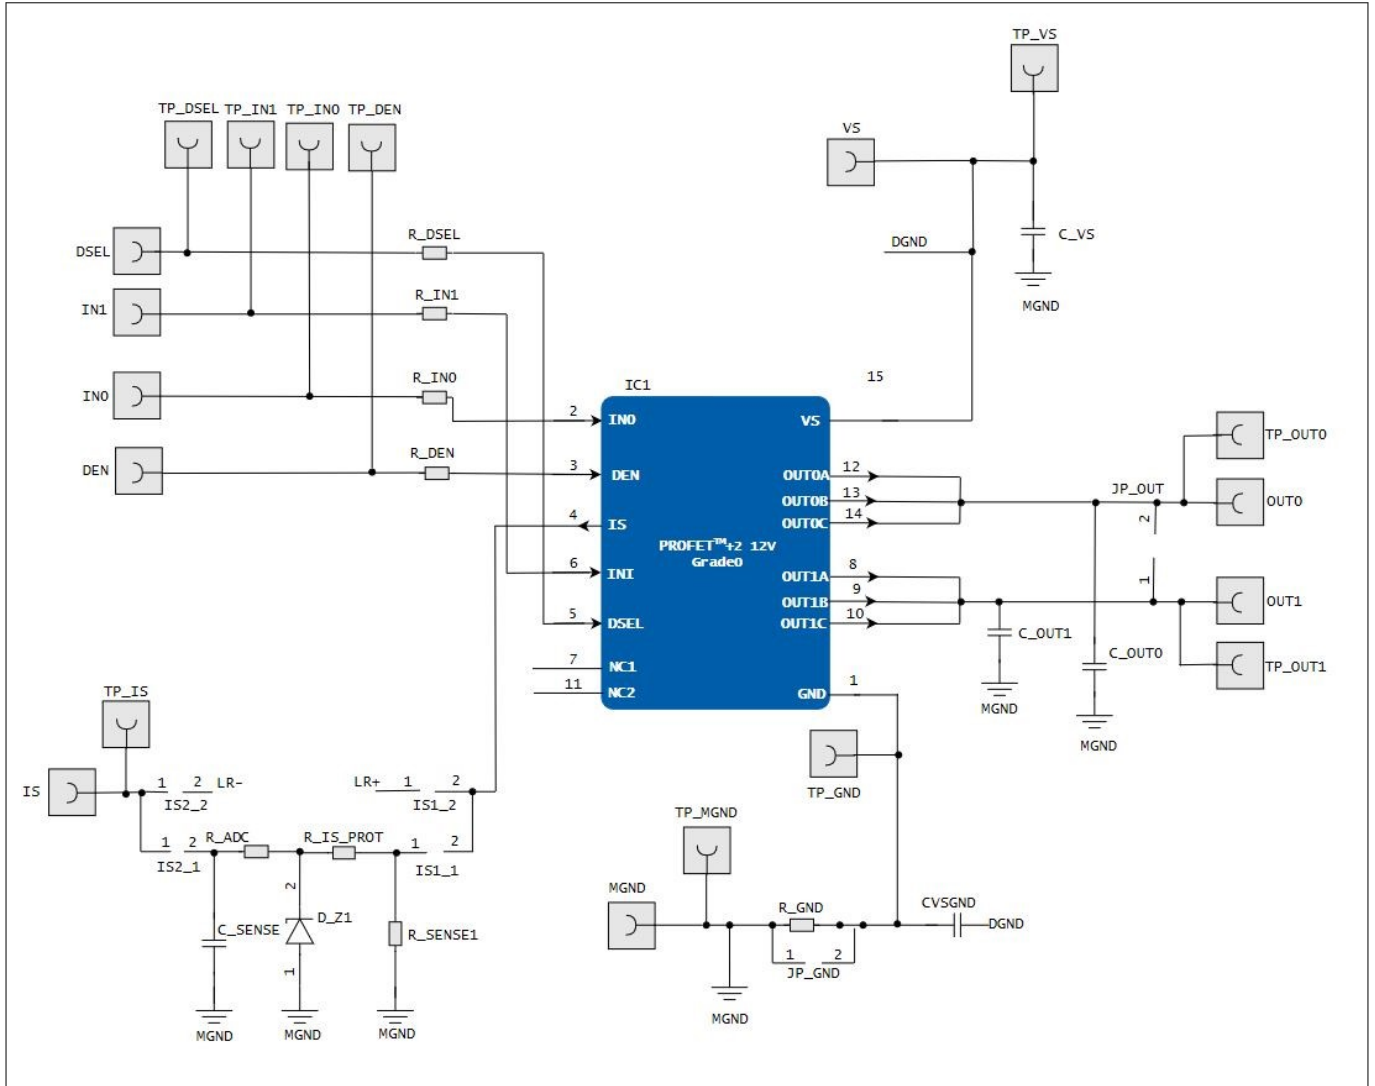 TP_VS
TP_DSEL TP_IN1 TP_IN0 TP_DEN
VS
R_DSEL
C_VS
DGND
DSEL
R_IN1
MGND
IN1
R_IN0
15
IC1
IN0
2
IN0
VS
R_DEN
TP_OUT0
DEN
3
DEN
OUT0A
12
JP_OUT
OUT0B
13
OUT0
4
IS
OUT0C
14
2
PROFET™+2 12V
Grade0
6
INI
OUT1A
8
1
OUT1B
9
OUT1
5
DSEL
OUT1C
10
C_OUT1
C_OUT0
7
NC1
TP_OUT1
11
NC2
GND
1
TP_IS
MGND
MGND
IS
1 2 LR-
LR+ 1 2
TP_GND
IS2_2
IS1_2
TP_MGND
1 2
R_ADC
R_IS_PROT
1 2
IS2_1
IS1_1
MGND
R_GND
CVSGND
2
D_Z1
C_SENSE
R_SENSE1
DGND
1 2
1
JP_GND
MGND
MGND
MGND
MGND